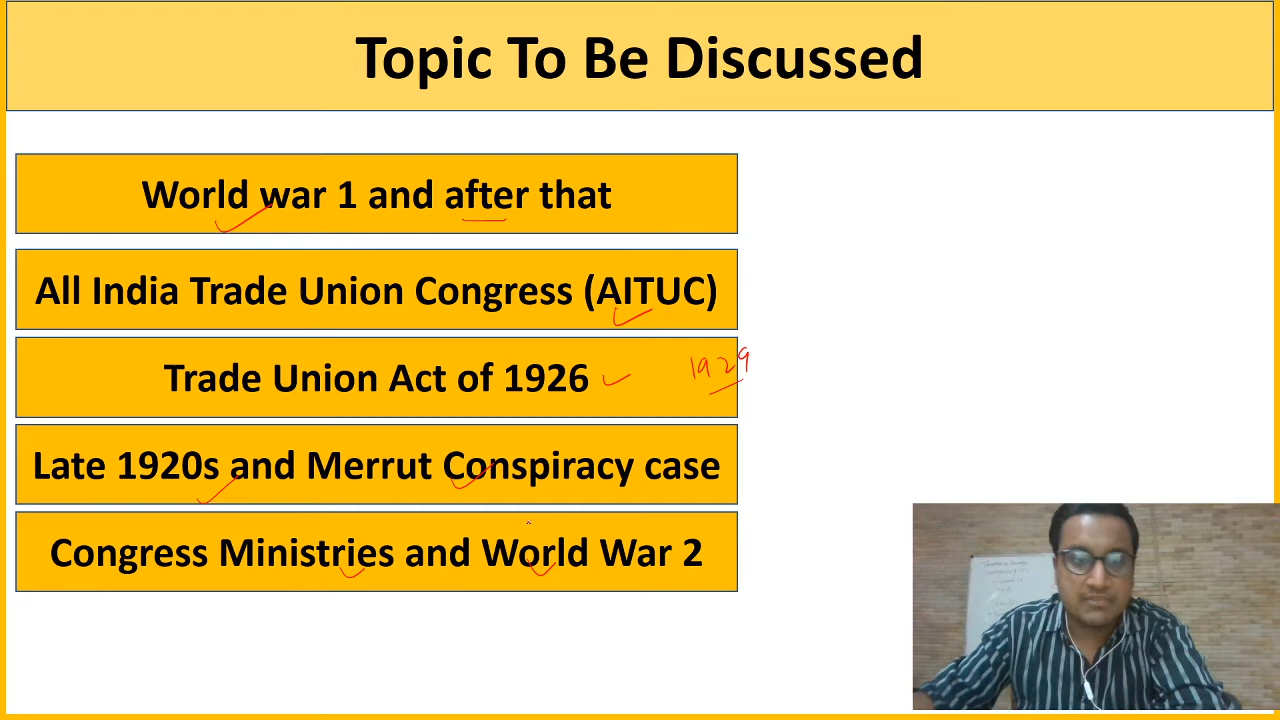 Topic To Be Discussed
World war 1 and after that
All India Trade Union Congress (AITUC)
Trade Union Act of 1926
1929
Late 1920s and Merrut Conspiracy case
Congress Ministries and World War 2